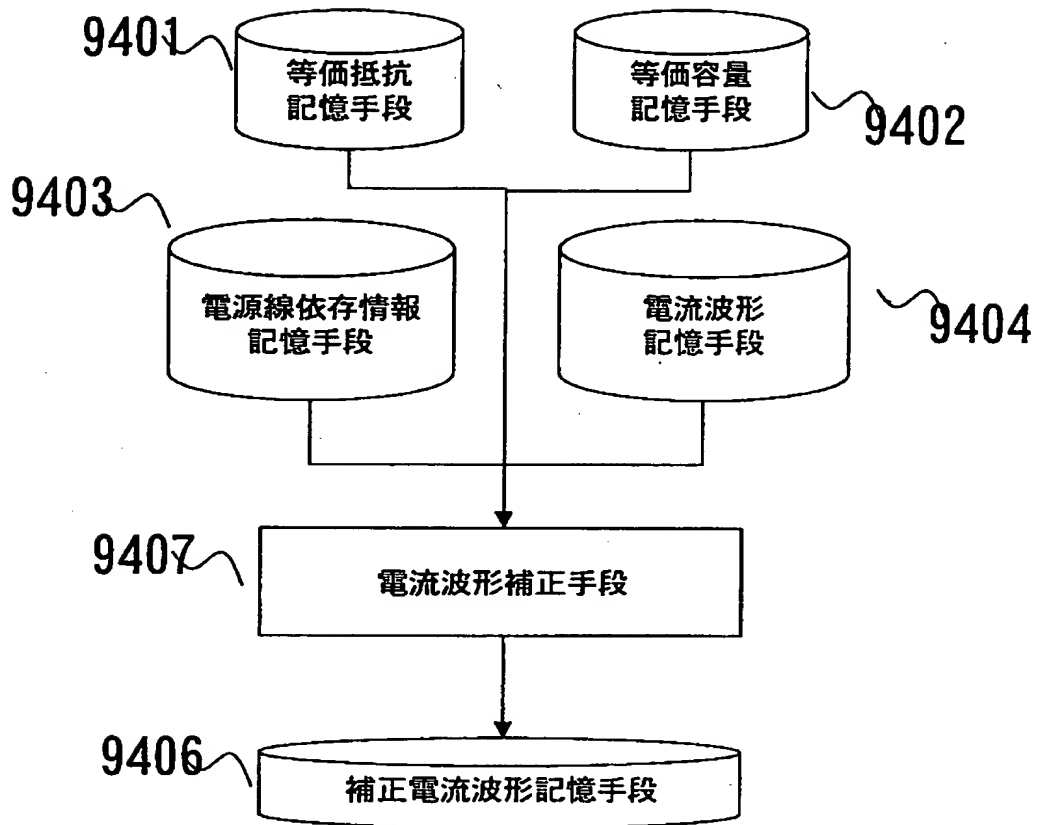 9401
等価抵抗
記憶手段
等価容量
記憶手段
9402
9403
電源線依存情報
記憶手段
電流波形
記憶手段
9404
9407
電流波形補正手段
9406
補正電流波形記憶手段